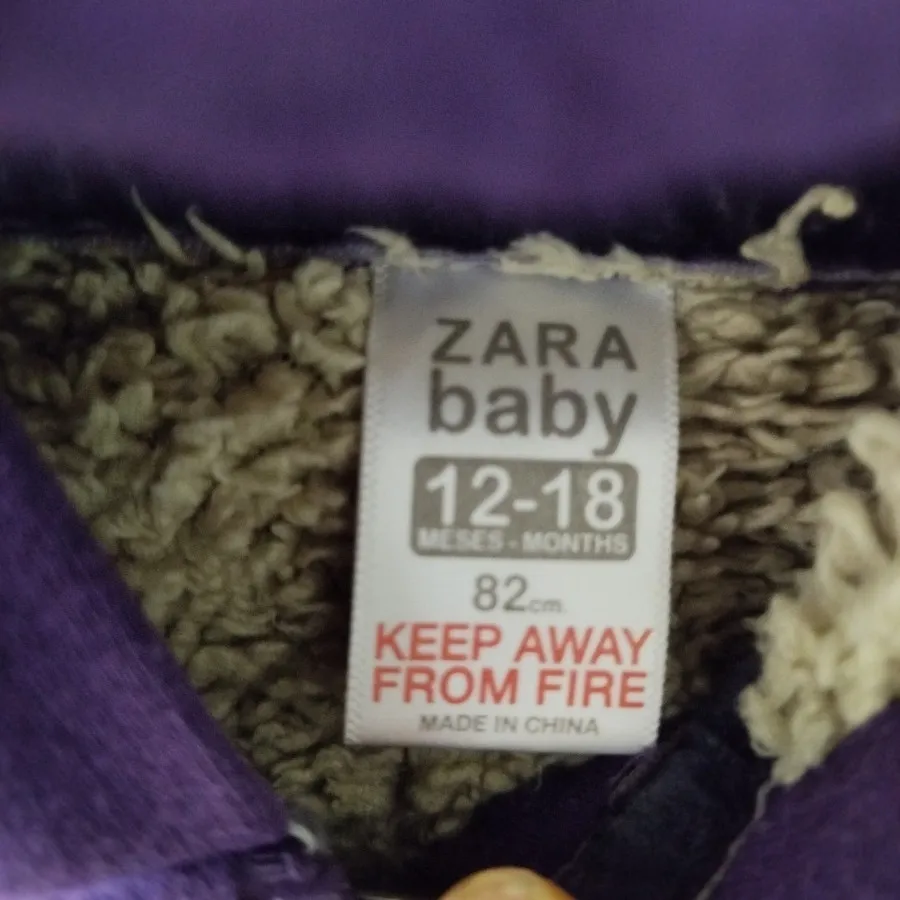 ZARA
baby
12-18
MESES - MONTHS
82cm.
KEEP AWAY
FROM FIRE
MADE IN CHINA